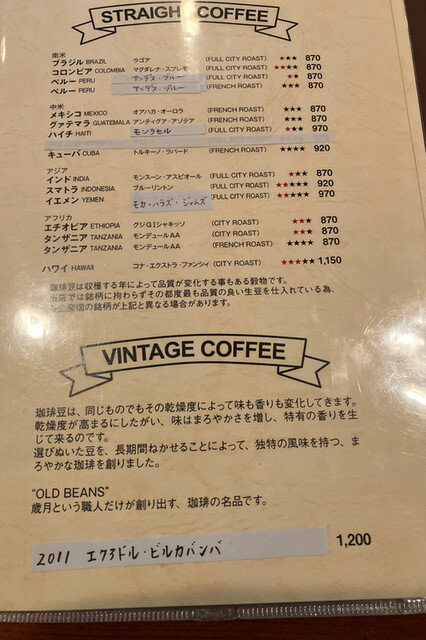 STRAIGHT COFFEE
南米
ブラジル BRAZIL ラゴア (FULL CITY ROAST) ★★★ 870
コロンビア COLOMBIA マグダレナ・スプレモ (FULL CITY ROAST) ★★★★ 870
ペルー PERU アンデス・ブルー (FULL CITY ROAST) ★★ 870
ペルー PERU アンデス・ブルー (FRENCH ROAST) ★★★ 870
中米
メキシコ MEXICO オアハカ・オーロラ (FRENCH ROAST) ★★★ 870
グァテマラ GUATEMALA アンティグア・アゾテア (FRENCH ROAST) ★★★ 870
ハイチ HAITI モンラセル (FULL CITY ROAST) ★★★ 970
キューバ CUBA トルキーノ・ラバード (FRENCH ROAST) ★★★★ 920
アジア
インド INDIA モンスーン・アスピオール (FULL CITY ROAST) ★★★ 870
スマトラ INDONESIA ブルーリントン (FULL CITY ROAST) ★★★★ 920
イエメン YEMEN モカ・ハラズ・ジャムズ (FULL CITY ROAST) ★★★★ 970
アフリカ
エチオピア ETHIOPIA グジG1シャキッソ (CITY ROAST) ★★★ 870
タンザニア TANZANIA モンデュールAA (CITY ROAST) ★★★ 870
タンザニア TANZANIA モンデュールAA (FRENCH ROAST) ★★★★ 870
ハワイ HAWAII コナ・エクストラ・ファンシィ (CITY ROAST) ★★★★★ 1,150
珈琲豆は収穫する年によって品質が変化する事もある穀物です。
当店では銘柄に拘わらずその都度最も品質の良い生豆を仕入れている為、
生産国の銘柄が上記と異なる場合があります。
VINTAGE COFFEE
珈琲豆は、同じものでもその乾燥度によって味も香りも変化してきます。
乾燥度が高まるにしたがい、味はまろやかさを増し、特有の香りを生
じて来るのです。
選びぬいた豆を、長期間ねかせることによって、独特の風味を持つ、ま
ろやかな珈琲を創りました。
"OLD BEANS"
歳月という職人だけが創り出す、珈琲の名品です。
2011 エクアドル・ビルカバンバ 1,200